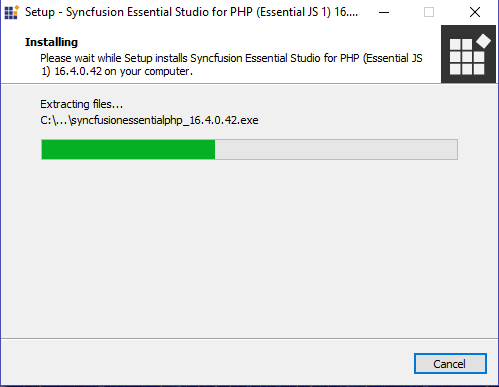 Setup - Syncfusion Essential Studio for PHP (Essential JS 1) 16....
Installing
Please wait while Setup installs Syncfusion Essential Studio for PHP (Essential JS
1) 16.4.0.42 on your computer.
Extracting files...
C:\...\syncfusionessentialphp_16.4.0.42.exe
Cancel